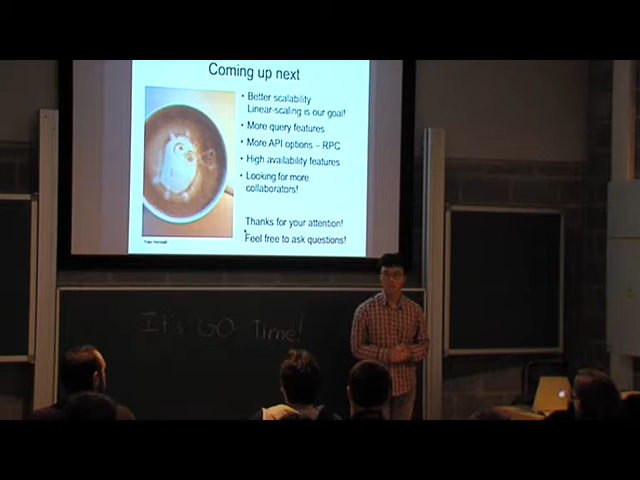 Coming up next
• Better scalability
Linear-scaling is our goal!
• More query features
• More API options – RPC
• High availability features
• Looking for more
collaborators!
Thanks for your attention!
Feel free to ask questions!
It's GO Time!